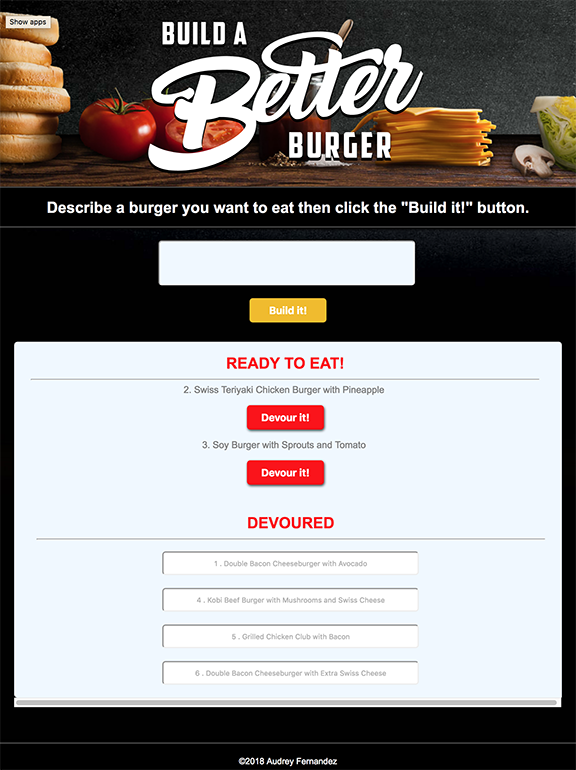 Show apps
BUILD A
Better
BURGER
Describe a burger you want to eat then click the "Build it!" button.
Build it!
READY TO EAT!
2. Swiss Teriyaki Chicken Burger with Pineapple
Devour it!
3. Soy Burger with Sprouts and Tomato
Devour it!
DEVOURED
1 . Double Bacon Cheeseburger with Avocado
4 . Kobi Beef Burger with Mushrooms and Swiss Cheese
5 . Grilled Chicken Club with Bacon
6 . Double Bacon Cheeseburger with Extra Swiss Cheese
©2018 Audrey Fernandez